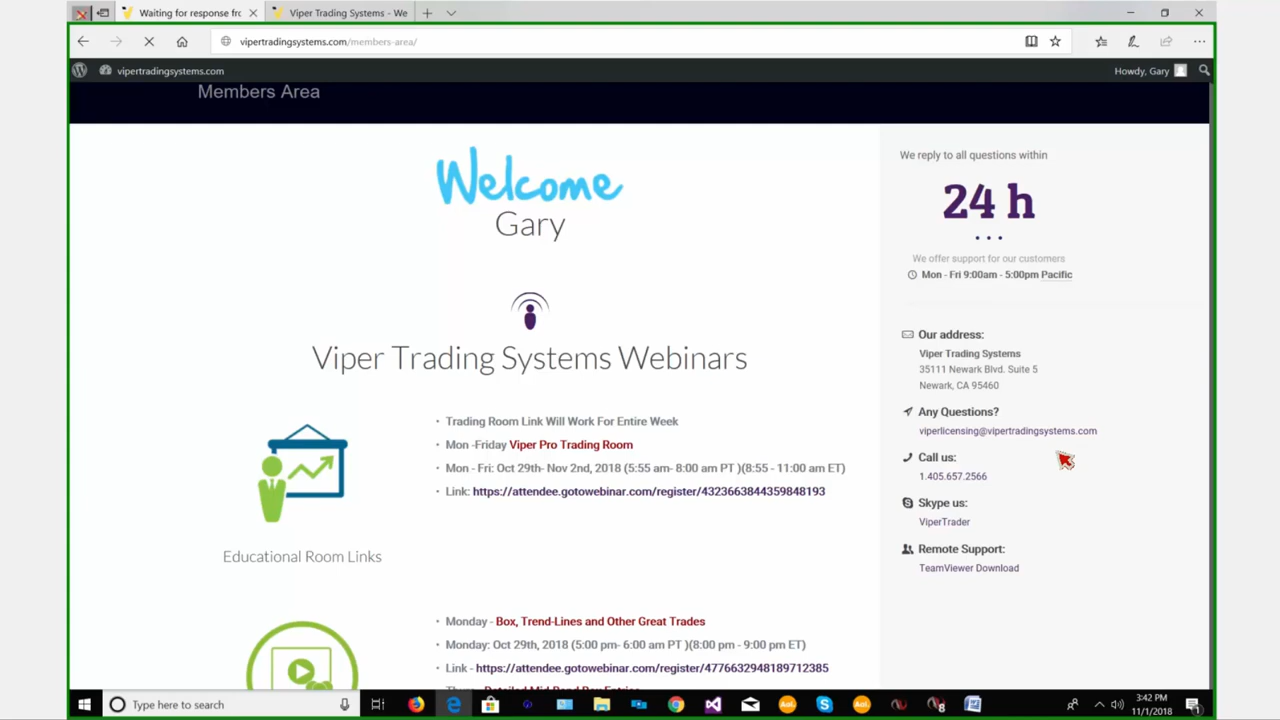 Waiting for response fro
Viper Trading Systems - We
vipertradingsystems.com/members-area/
vipertradingsystems.com
Howdy, Gary
Members Area
Welcome
Gary
Viper Trading Systems Webinars
Trading Room Link Will Work For Entire Week
Mon -Friday Viper Pro Trading Room
Mon - Fri: Oct 29th- Nov 2nd, 2018 (5:55 am- 8:00 am PT )(8:55 - 11:00 am ET)
Link: https://attendee.gotowebinar.com/register/4323663844359848193
Educational Room Links
Monday - Box, Trend-Lines and Other Great Trades
Monday: Oct 29th, 2018 (5:00 pm- 6:00 am PT )(8:00 pm - 9:00 pm ET)
Link - https://attendee.gotowebinar.com/register/4776632948189712385
We reply to all questions within
24 h
We offer support for our customers
Mon - Fri 9:00am - 5:00pm Pacific
Our address:
Viper Trading Systems
35111 Newark Blvd. Suite 5
Newark, CA 95460
Any Questions?
viperlicensing@vipertradingsystems.com
Call us:
1.405.657.2566
Skype us:
ViperTrader
Remote Support:
TeamViewer Download
Type here to search
3:42 PM
11/1/2018